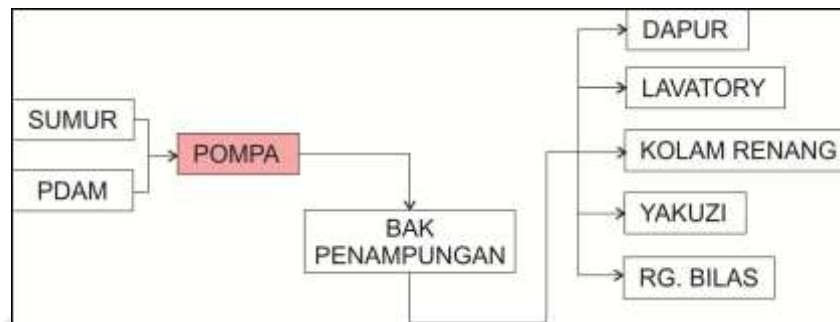 SUMUR
PDAM
POMPA
BAK
PENAMPUNGAN
DAPUR
LAVATORY
KOLAM RENANG
YAKUZI
RG. BILAS